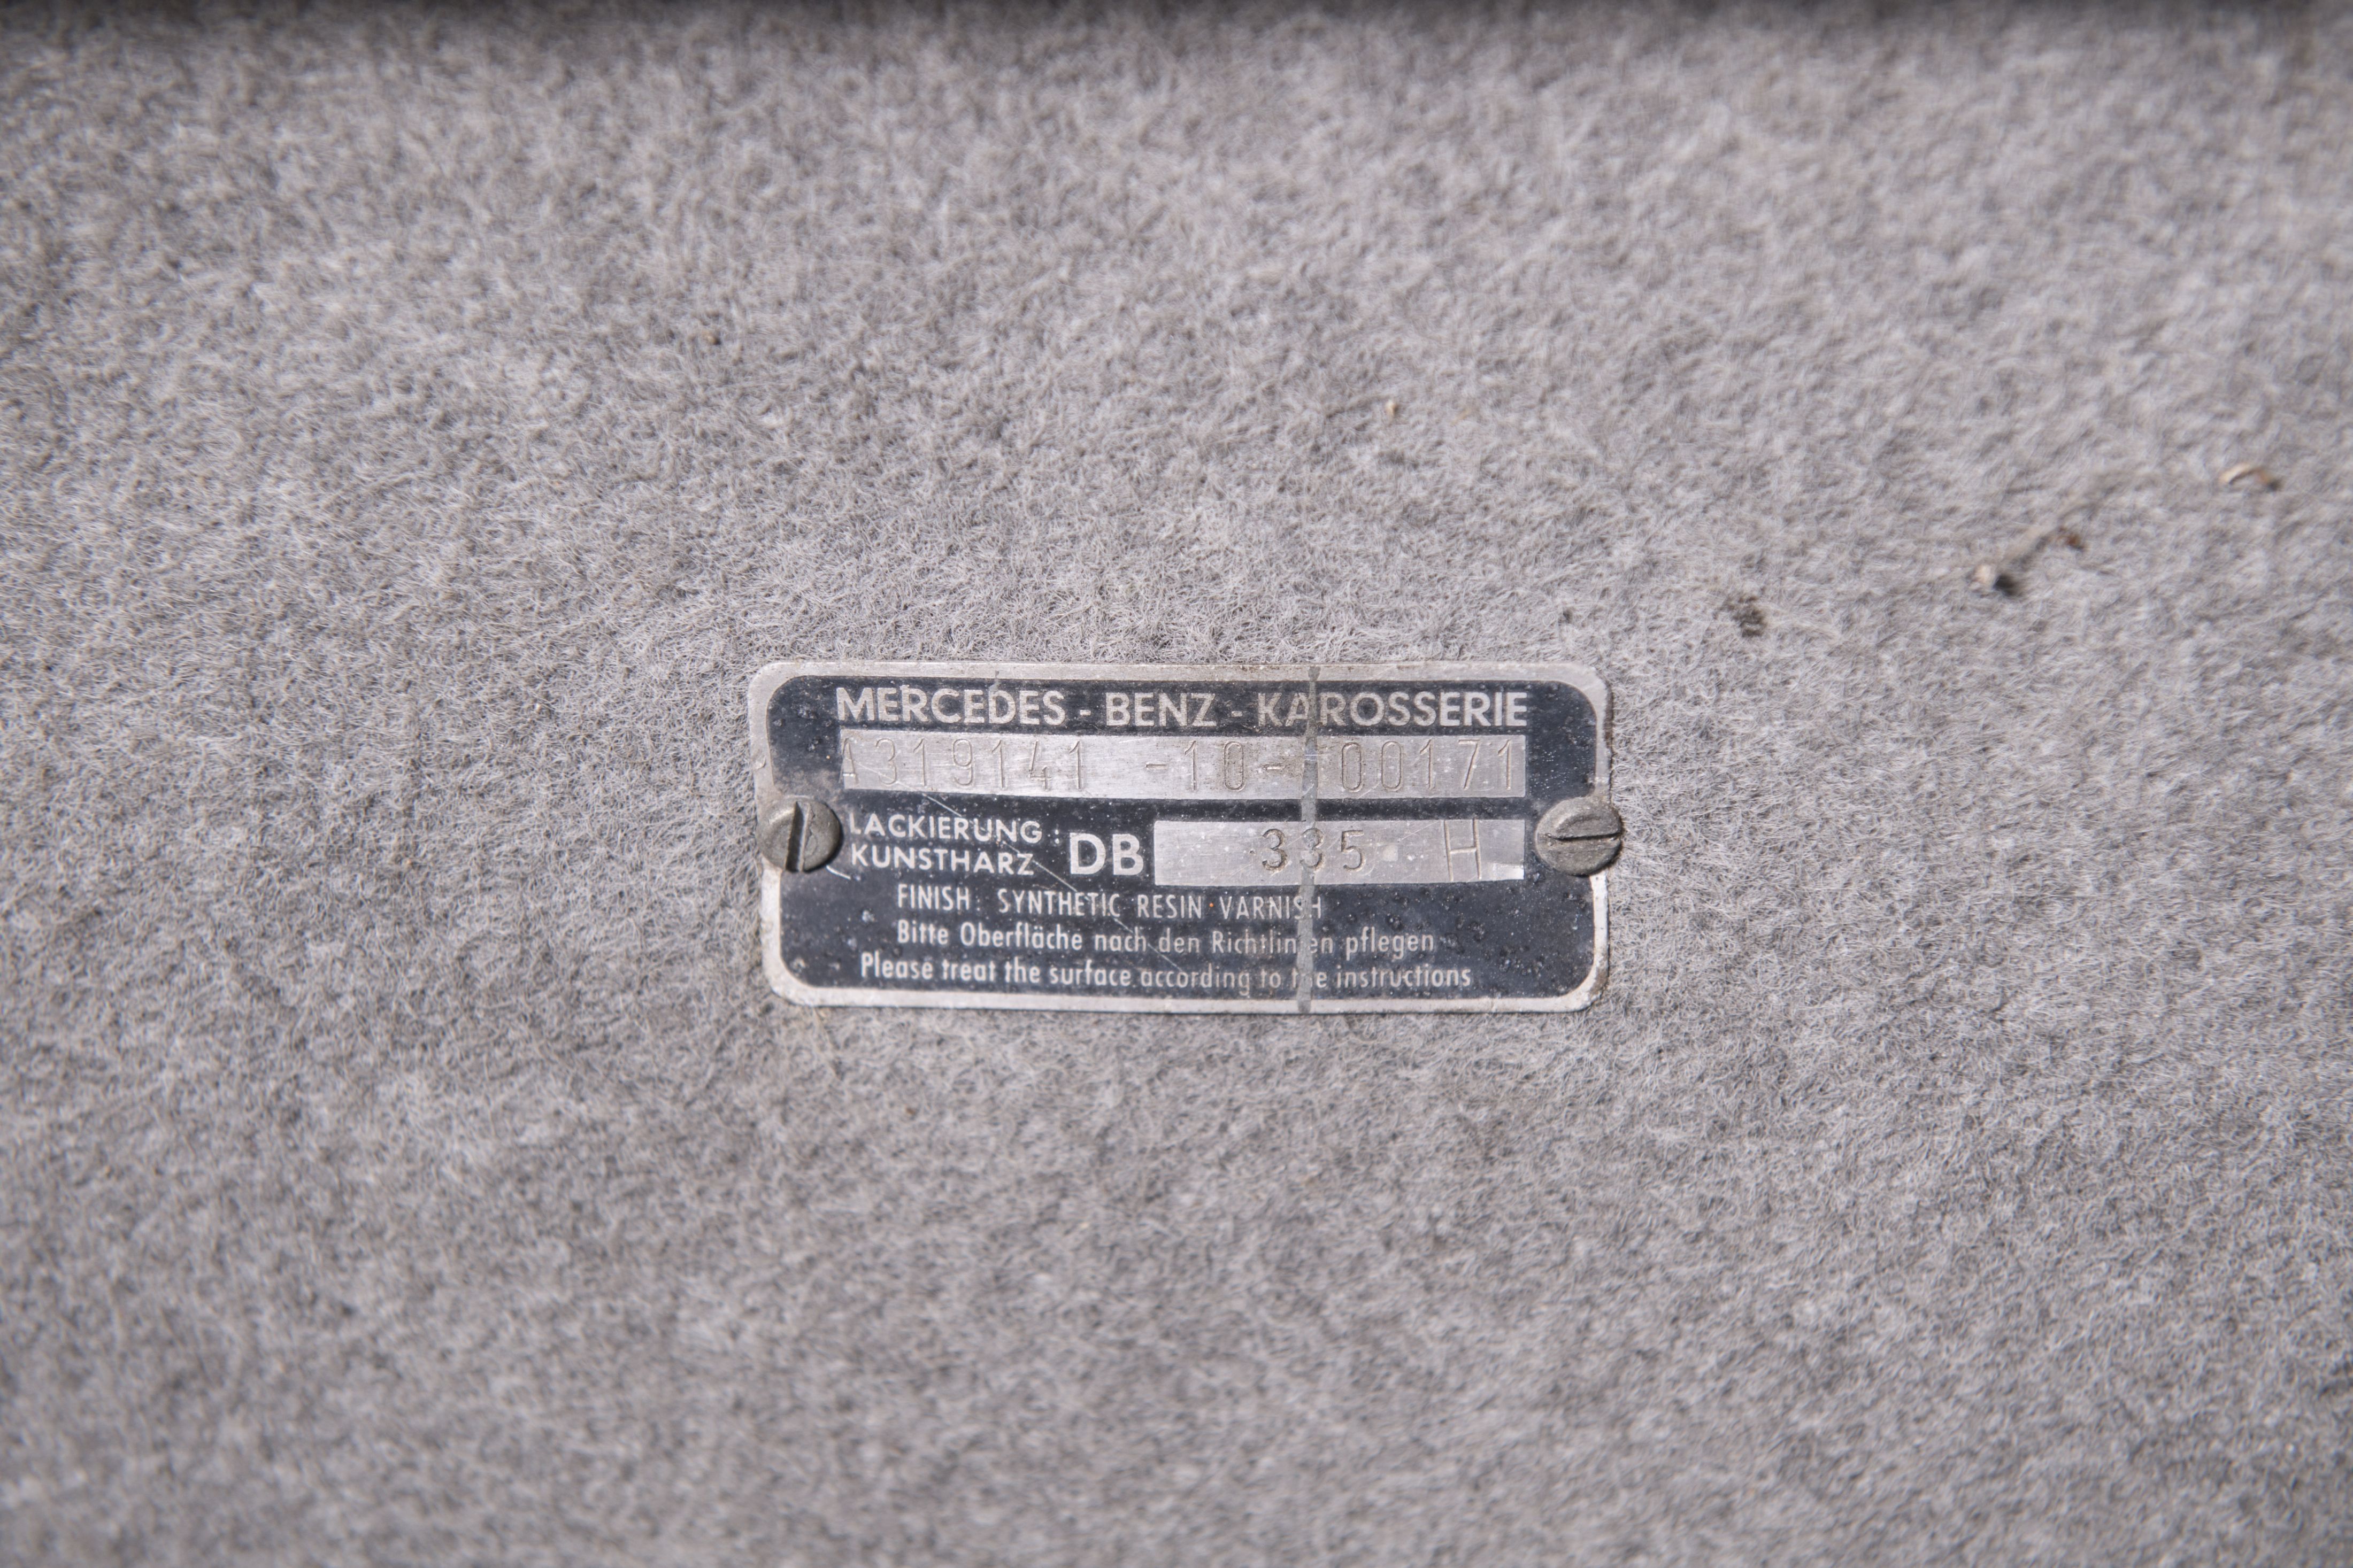 MERCEDES - BENZ - KAROSSERIE
A319141 -10- 00171
LACKIERUNG :
KUNSTHARZ DB 335 H
FINISH: SYNTHETIC RESIN VARNISH
Bitte Oberfläche nach den Richtlinien pflegen
Please treat the surface according to the instructions